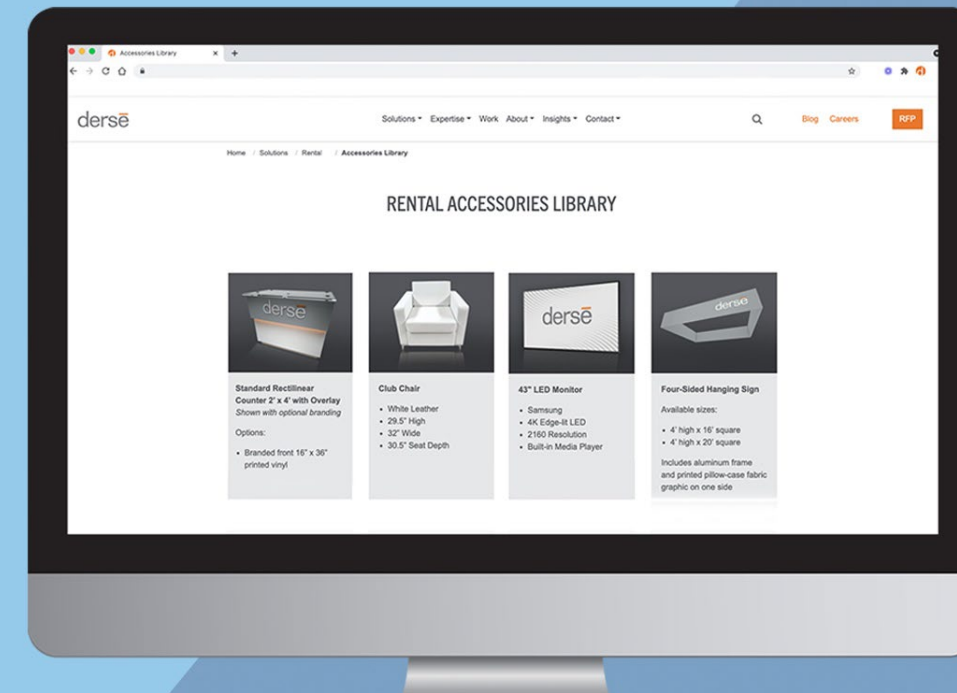 Accessories Library
dersē
Solutions Expertise Work About Insights Contact
Blog Careers RFP
Home / Solutions / Rental / Accessories Library
RENTAL ACCESSORIES LIBRARY
dersē
Standard Rectilinear
Counter 2' x 4' with Overlay
Shown with optional branding
Options:
• Branded front 16" x 36"
printed vinyl
Club Chair
• White Leather
• 29.5" High
• 32" Wide
• 30.5" Seat Depth
dersē
43" LED Monitor
• Samsung
• 4K Edge-lit LED
• 2160 Resolution
• Built-in Media Player
dersē
Four-Sided Hanging Sign
Available sizes:
• 4' high x 16' square
• 4' high x 20' square
Includes aluminum frame
and printed pillow-case fabric
graphic on one side